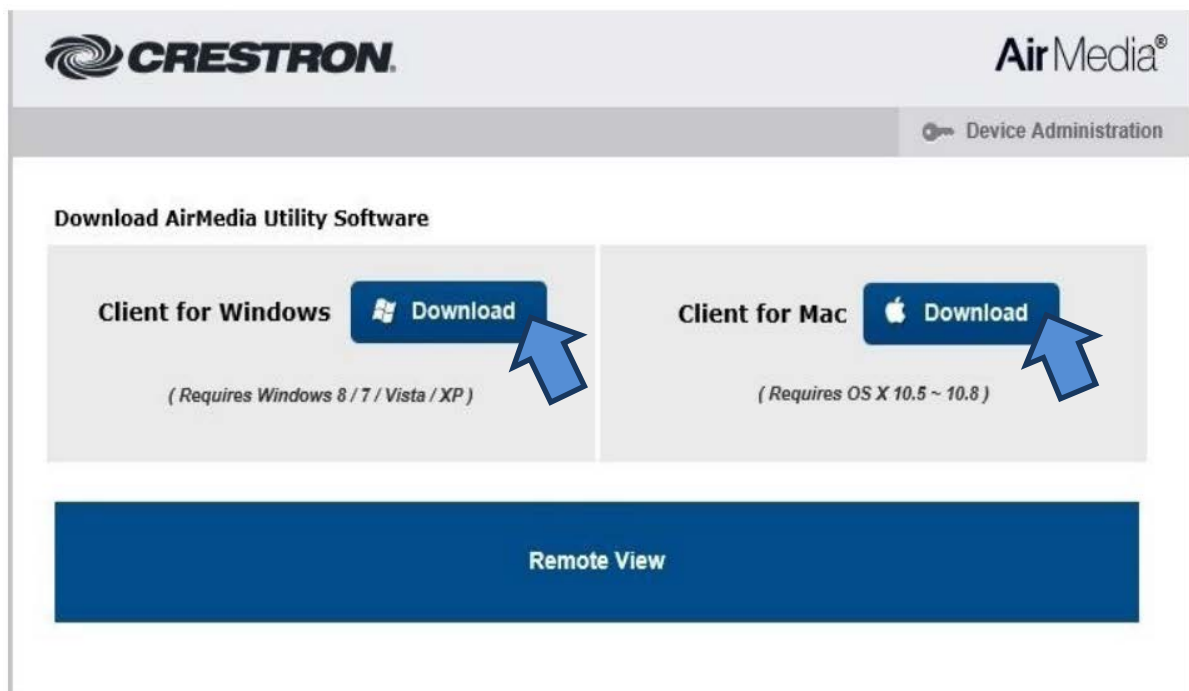 CRESTRON.
AirMedia®
Device Administration
Download AirMedia Utility Software
Client for Windows
Download
( Requires Windows 8 / 7 / Vista / XP )
Client for Mac
Download
( Requires OS X 10.5 ~ 10.8 )
Remote View